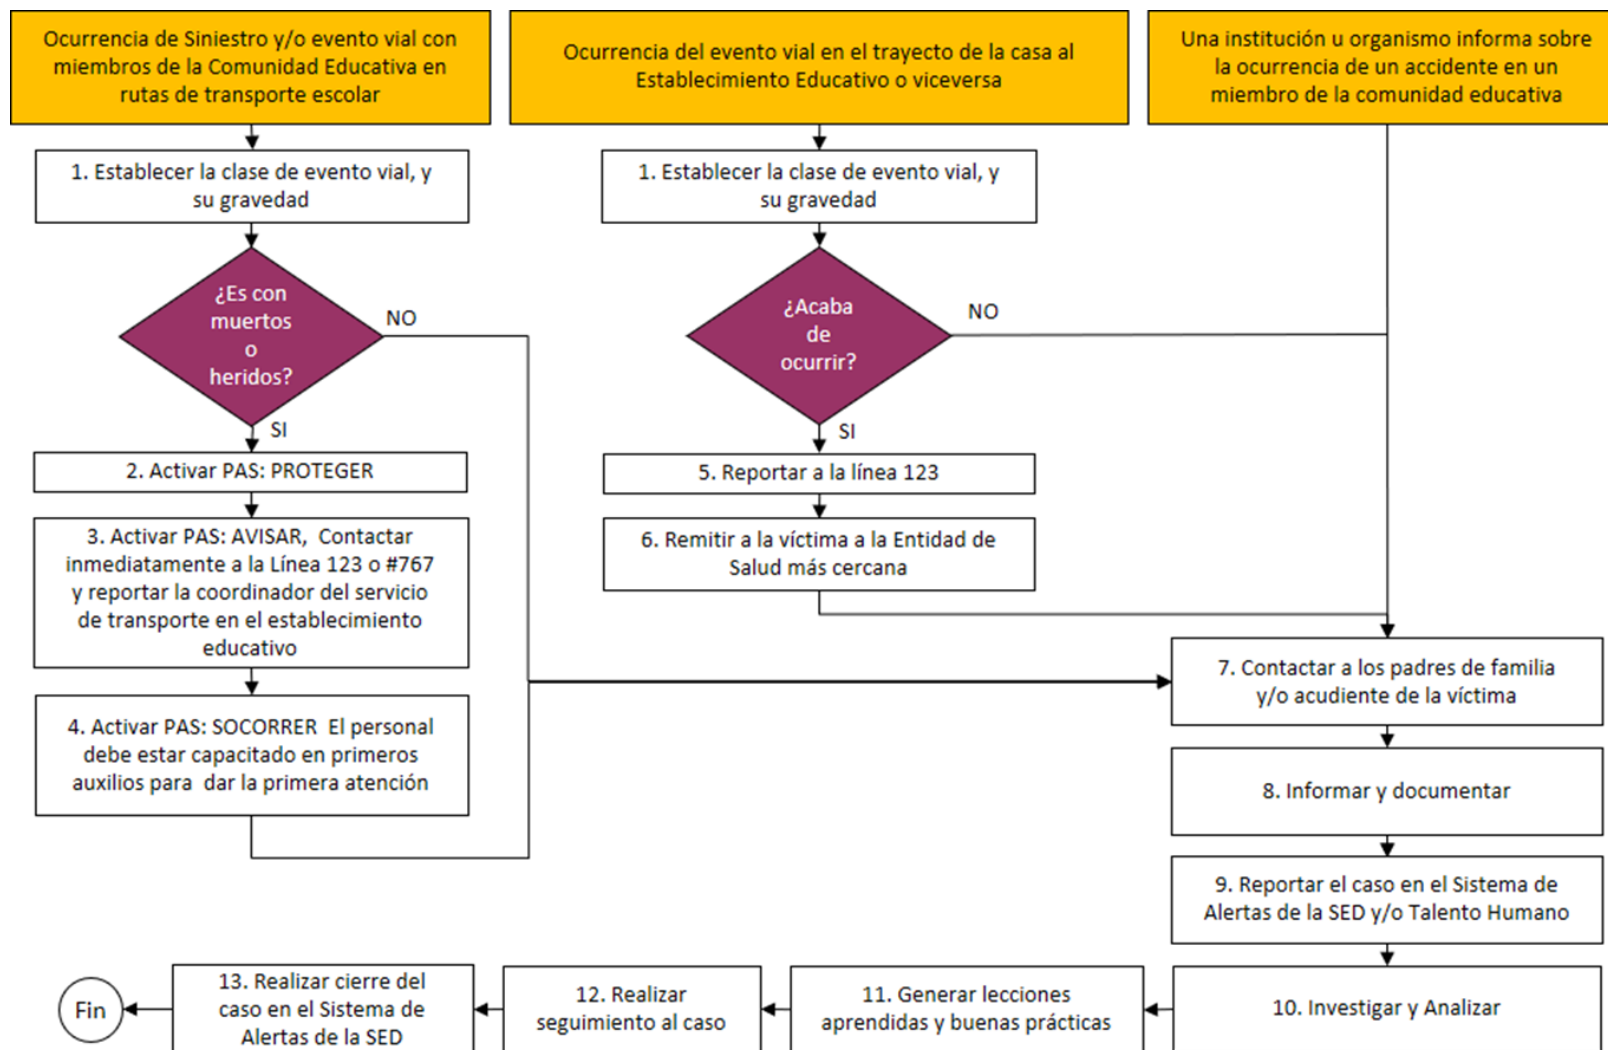 Ocurrencia de Siniestro y/o evento vial con
miembros de la Comunidad Educativa en
rutas de transporte escolar
Ocurrencia del evento vial en el trayecto de la casa al
Establecimiento Educativo o viceversa
Una institución u organismo informa sobre
la ocurrencia de un accidente en un
miembro de la comunidad educativa
1. Establecer la clase de evento vial, y
su gravedad
1. Establecer la clase de evento vial, y
su gravedad
¿Es con
muertos
o
heridos?
NO
SI
¿Acaba
de
ocurrir?
NO
SI
2. Activar PAS: PROTEGER
3. Activar PAS: AVISAR, Contactar
inmediatamente a la Línea 123 o #767
y reportar la coordinador del servicio
de transporte en el establecimiento
educativo
4. Activar PAS: SOCORRER El personal
debe estar capacitado en primeros
auxilios para dar la primera atención
5. Reportar a la línea 123
6. Remitir a la víctima a la Entidad de
Salud más cercana
7. Contactar a los padres de familia
y/o acudiente de la víctima
8. Informar y documentar
9. Reportar el caso en el Sistema de
Alertas de la SED y/o Talento Humano
10. Investigar y Analizar
11. Generar lecciones
aprendidas y buenas prácticas
12. Realizar
seguimiento al caso
13. Realizar cierre del
caso en el Sistema de
Alertas de la SED
Fin